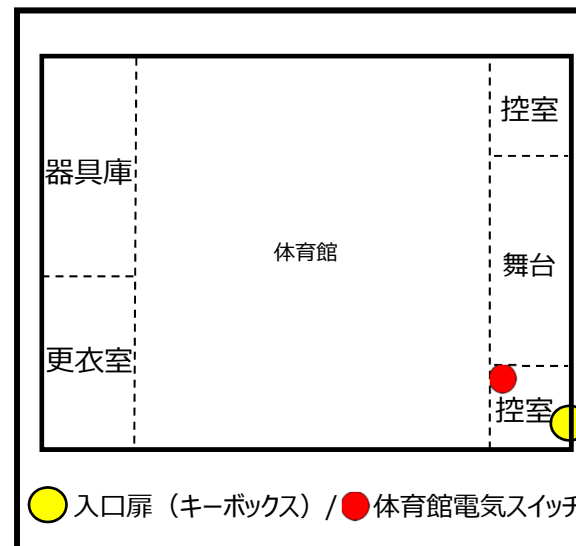 控室
器具庫
体育館
舞台
更衣室
控室
入口扉（キーボックス）/
体育館電気スイッチ